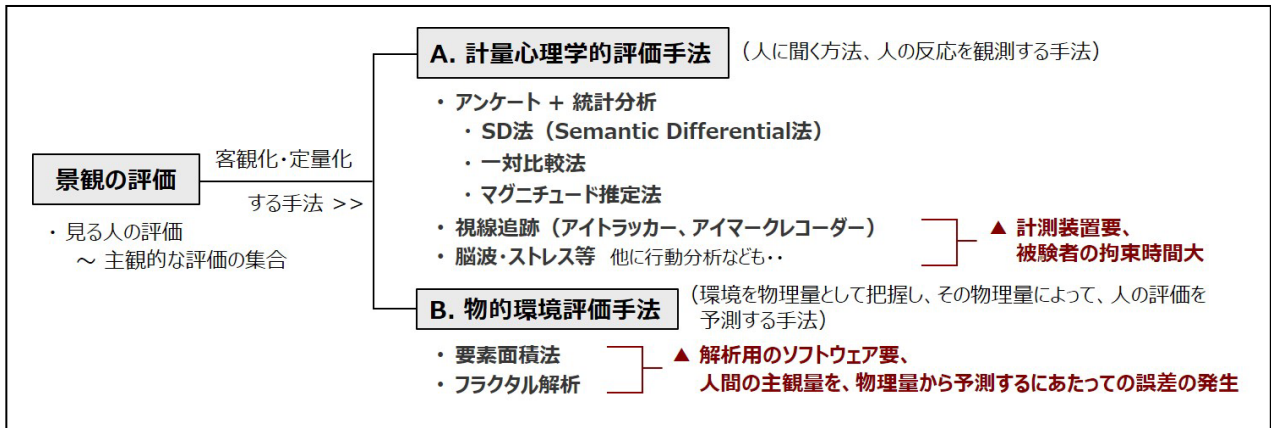 景観の評価
・見る人の評価
～ 主観的な評価の集合
客観化・定量化
する手法 >>
A. 計量心理学的評価手法
（人に聞く方法、人の反応を観測する手法）
・アンケート + 統計分析
・SD法（Semantic Differential法）
・一対比較法
・マグニチュード推定法
・視線追跡（アイトラッカー、アイマークレコーダー）
・脳波・ストレス等 他に行動分析なども・・
▲ 計測装置要、
被験者の拘束時間大
B. 物的環境評価手法
（環境を物理量として把握し、その物理量によって、人の評価を
予測する手法）
・要素面積法
・フラクタル解析
▲ 解析用のソフトウェア要、
人間の主観量を、物理量から予測するにあたっての誤差の発生